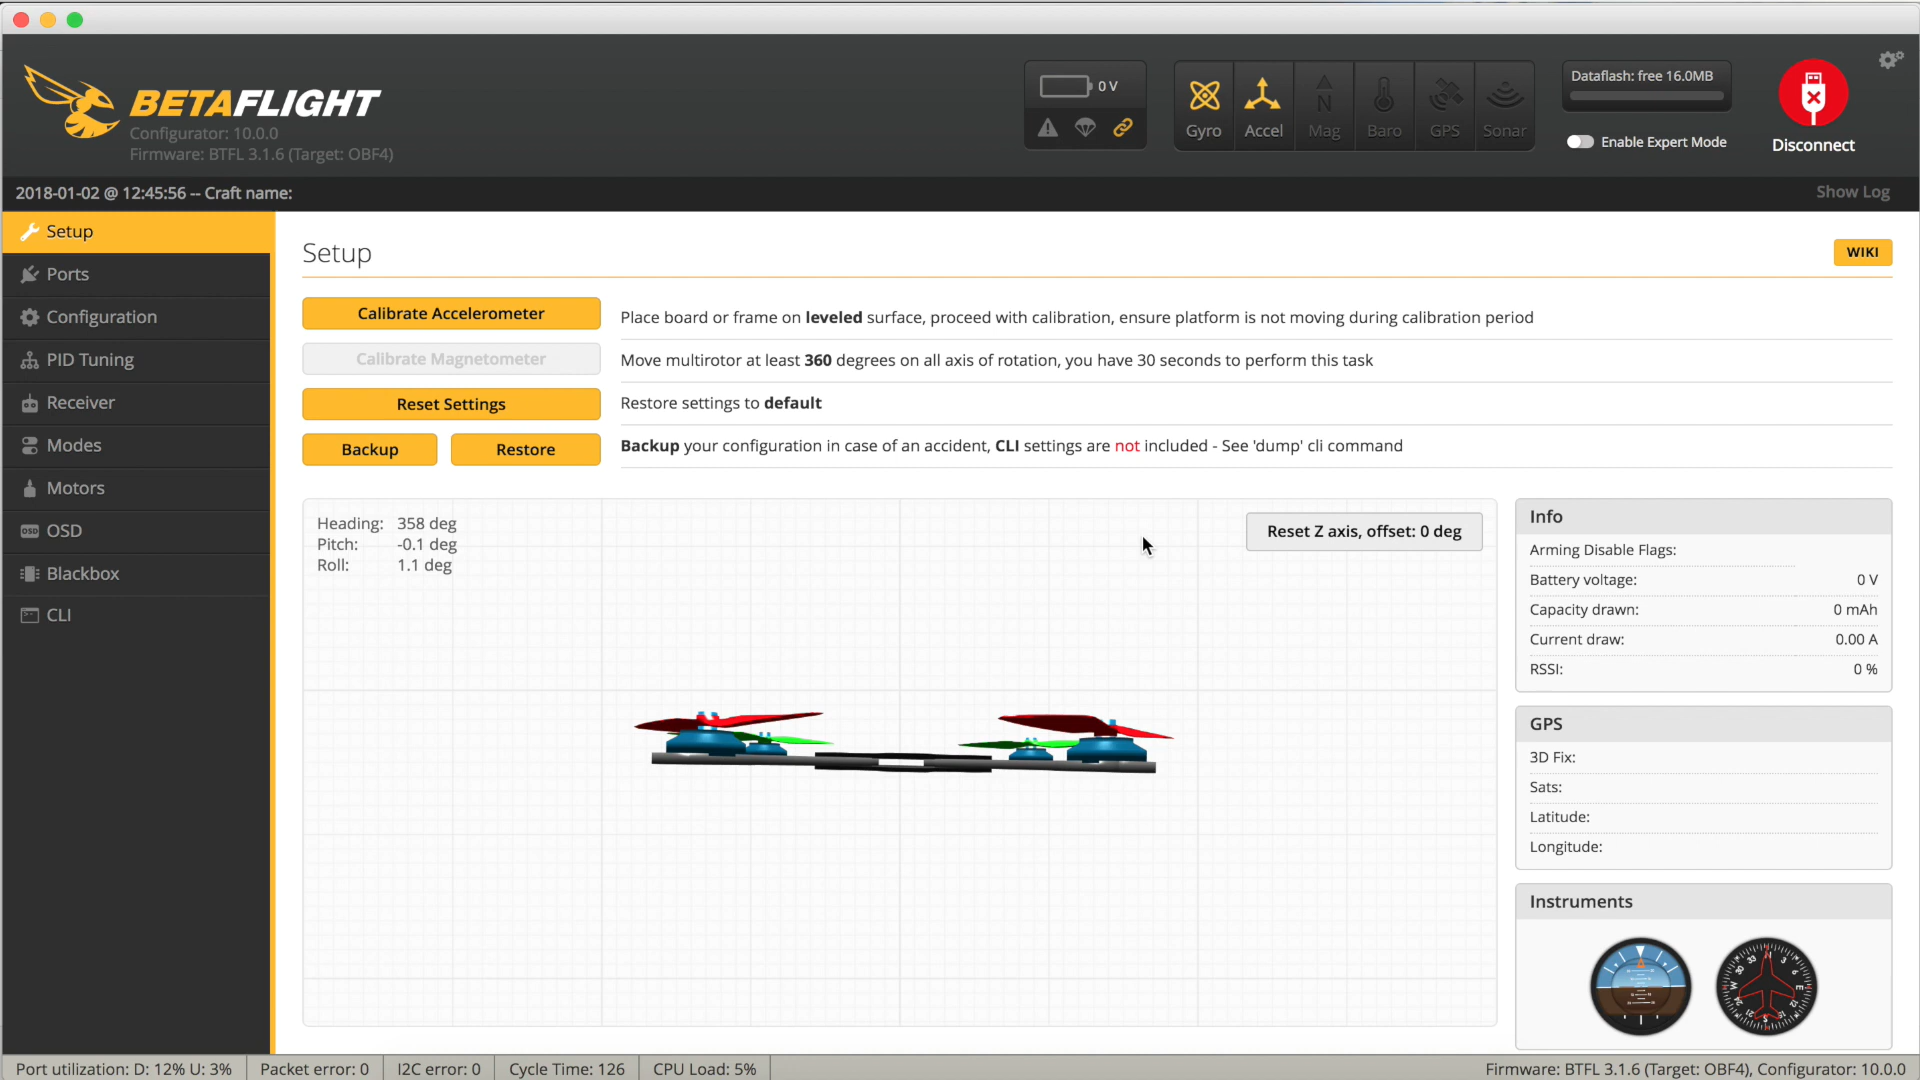 BETAFLIGHT
Configurator: 10.0.0
Firmware: BTFL 3.1.6 (Target: OBF4)
0 V
Gyro
Accel
N
Mag
Baro
GPS
Sonar
Dataflash: free 16.0MB
Enable Expert Mode
Disconnect
2018-01-02 @ 12:45:56 -- Craft name:
Show Log
Setup
Ports
Configuration
PID Tuning
Receiver
Modes
Motors
OSD OSD
Blackbox
CLI
Setup
WIKI
Calibrate Accelerometer
Place board or frame on leveled surface, proceed with calibration, ensure platform is not moving during calibration period
Calibrate Magnetometer
Move multirotor at least 360 degrees on all axis of rotation, you have 30 seconds to perform this task
Reset Settings
Restore settings to default
Backup
Restore
Backup your configuration in case of an accident, CLI settings are not included - See 'dump' cli command
Heading: 358 deg
Pitch: -0.1 deg
Roll: 1.1 deg
Reset Z axis, offset: 0 deg
Info
Arming Disable Flags:
Battery voltage: 0 V
Capacity drawn: 0 mAh
Current draw: 0.00 A
RSSI: 0 %
GPS
3D Fix:
Sats:
Latitude:
Longitude:
Instruments
Port utilization: D: 12% U: 3%
Packet error: 0
I2C error: 0
Cycle Time: 126
CPU Load: 5%
Firmware: BTFL 3.1.6 (Target: OBF4), Configurator: 10.0.0